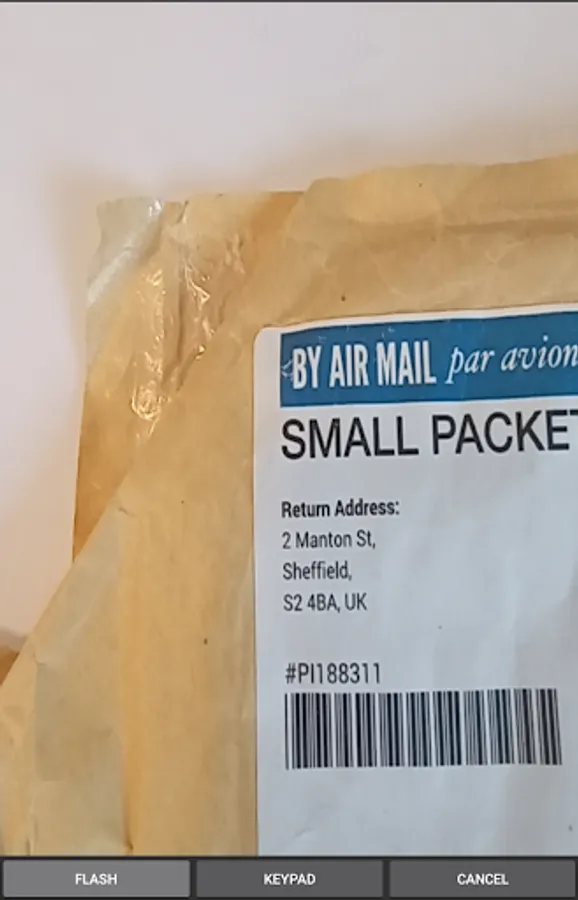 BY AIR MAIL par avion
SMALL PACKET
Return Address:
2 Manton St,
Sheffield,
S2 4BA, UK
#PI188311
FLASH KEYPAD CANCEL